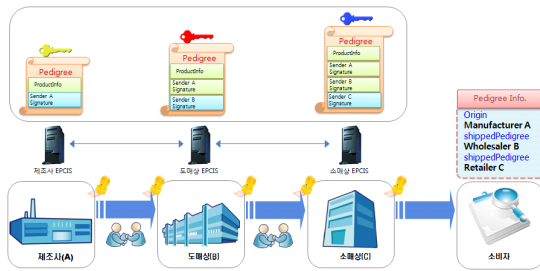 Pedigree
ProductInfo
Sender A
Signature
Pedigree
ProductInfo
Sender A
Signature
Sender B
Signature
Pedigree
ProductInfo
Sender A
Signature
Sender B
Signature
Sender C
Signature
제조사 EPCIS
도매상 EPCIS
소매상 EPCIS
Pedigree Info.
Origin
Manufacturer A
shippedPedigree
Wholesaler B
shippedPedigree
Retailer C
제조사(A)
도매상(B)
소매상(C)
소비자